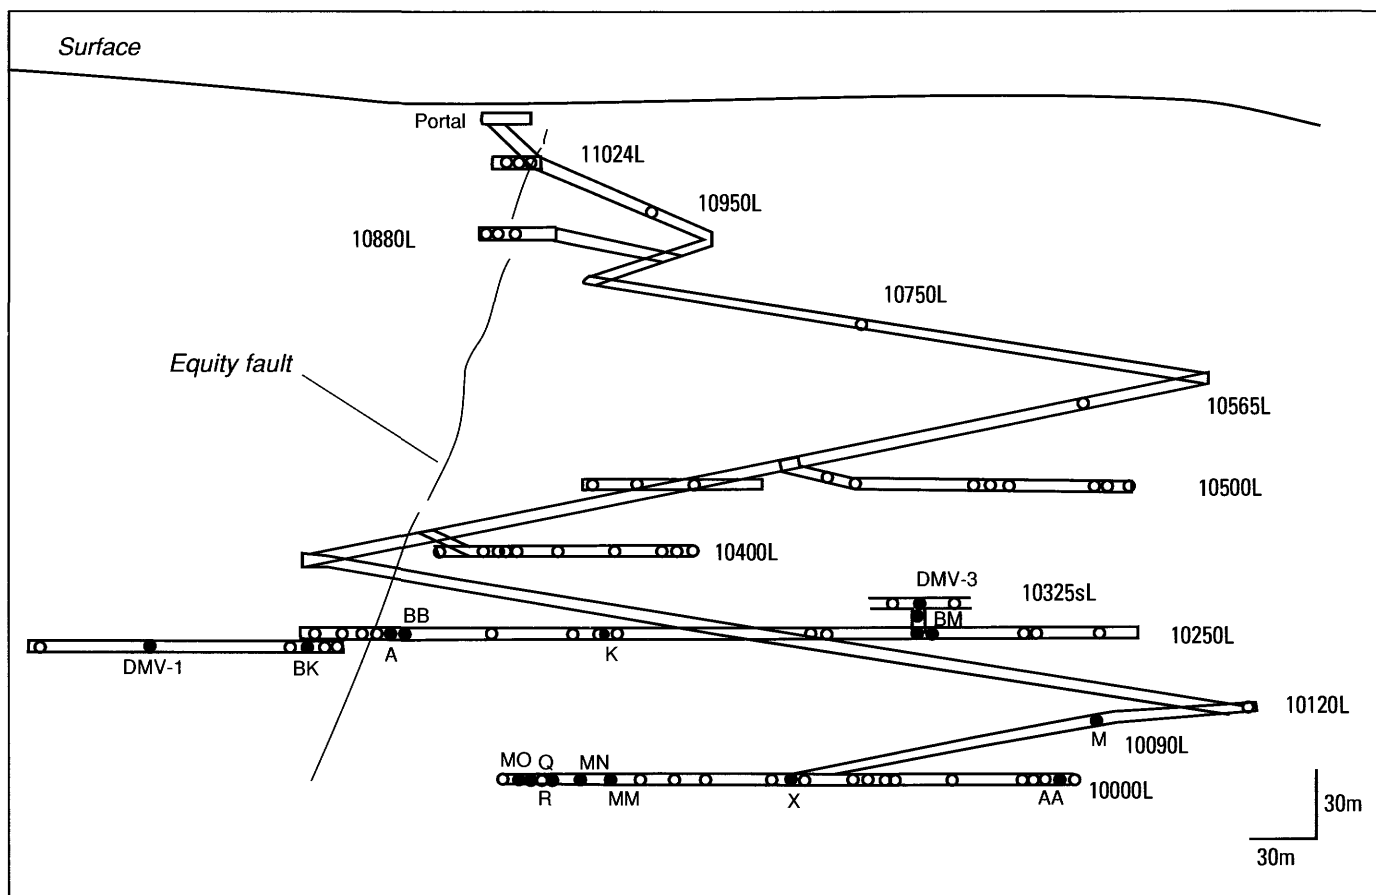 Surface
Portal
11024L
10950L
10880L
10750L
Equity fault
10565L
10500L
10400L
DMV-3
10325sL
BB
BM
10250L
A
K
DMV-1
BK
10120L
M
10090L
MO Q MN
10000L
R MM X AA
30m
30m